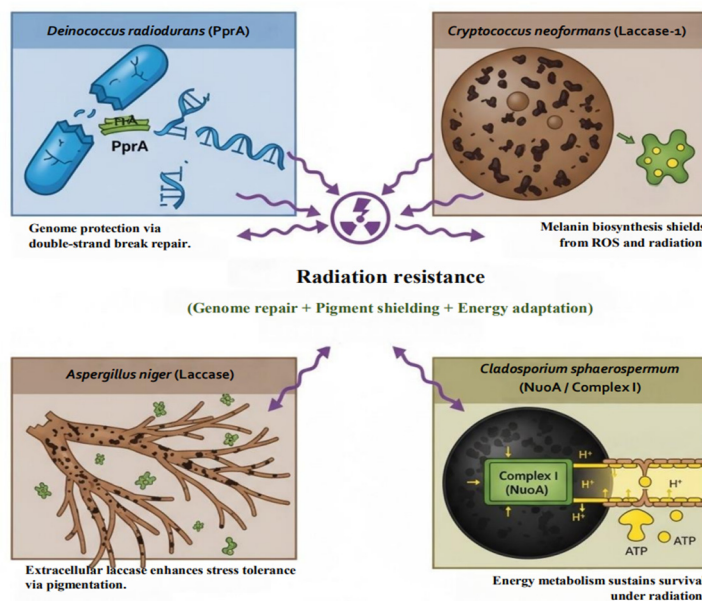 Deinococcus radiodurans (PprA)
PprA
Genome protection via
double-strand break repair.
Cryptococcus neoformans (Laccase-1)
Melanin biosynthesis shields
from ROS and radiation
Radiation resistance
(Genome repair + Pigment shielding + Energy adaptation)
Aspergillus niger (Laccase)
Extracellular laccase enhances stress tolerance
via pigmentation.
Cladosporium sphaerospermum
(NuoA / Complex I)
Complex I
(NuoA)
H⁺
H⁺
H⁺
H⁺
H⁺
ATP
ATP
Energy metabolism sustains surviva
under radiation